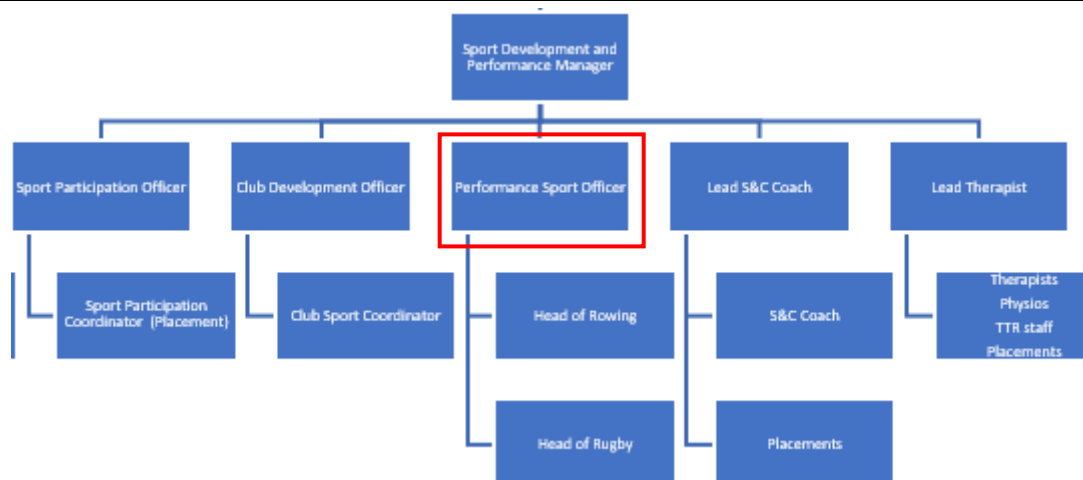 Sport Development and
Performance Manager
Sport Participation Officer
Club Development Officer
Performance Sport Officer
Lead S&C Coach
Lead Therapist
Sport Participation
Coordinator (Placement)
Club Sport Coordinator
Head of Rowing
S&C Coach
Therapists
Physios
TTR staff
Placements
Head of Rugby
Placements